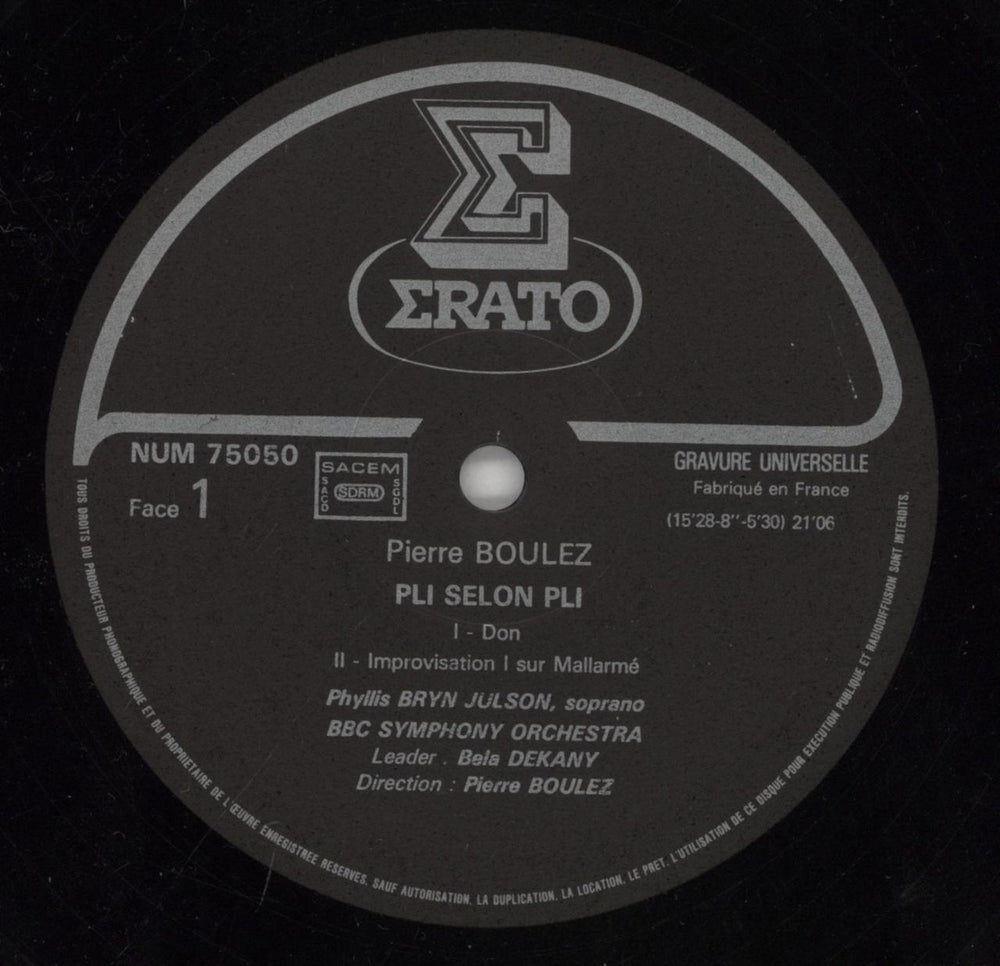 Σ
ΣRATO
NUM 75050
Face 1
SACEM
SACD
SDRM
SGDL
GRAVURE UNIVERSELLE
Fabriqué en France
(15'28-8''-5'30) 21'06
Pierre BOULEZ
PLI SELON PLI
I - Don
II - Improvisation I sur Mallarmé
Phyllis BRYN JULSON, soprano
BBC SYMPHONY ORCHESTRA
Leader . Bela DEKANY
Direction : Pierre BOULEZ
TOUS DROITS DU PRODUCTEUR PHONOGRAPHIQUE ET DU PROPRIETAIRE DE L'ŒUVRE ENREGISTREE RESERVES. SAUF AUTORISATION. LA DUPLICATION. LA LOCATION. LE PRET. L'UTILISATION DE CE DISQUE POUR EXECUTION PUBLIQUE ET RADIODIFFUSION SONT INTERDITS.